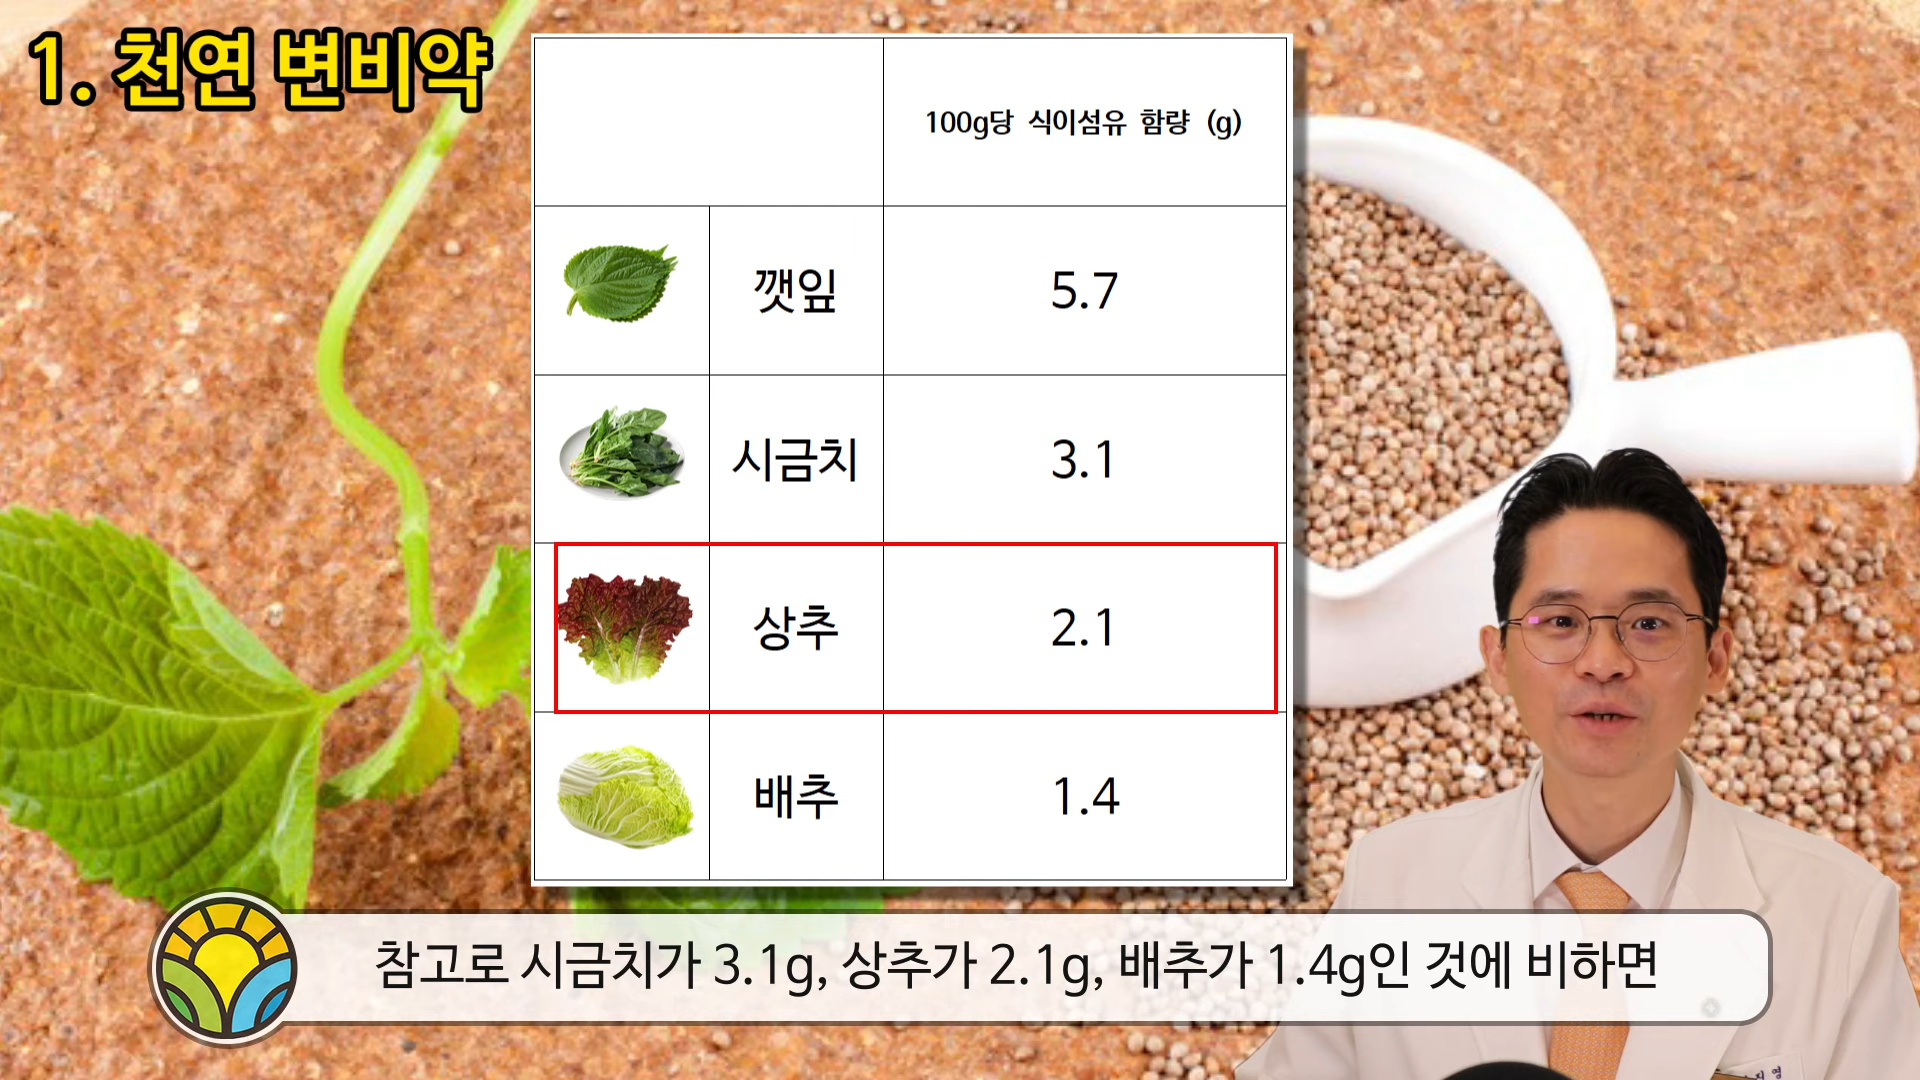 1. 천연 변비약
100g당 식이섬유 함량 (g)
깻잎 5.7
시금치 3.1
상추 2.1
배추 1.4
참고로 시금치가 3.1g, 상추가 2.1g, 배추가 1.4g인 것에 비하면